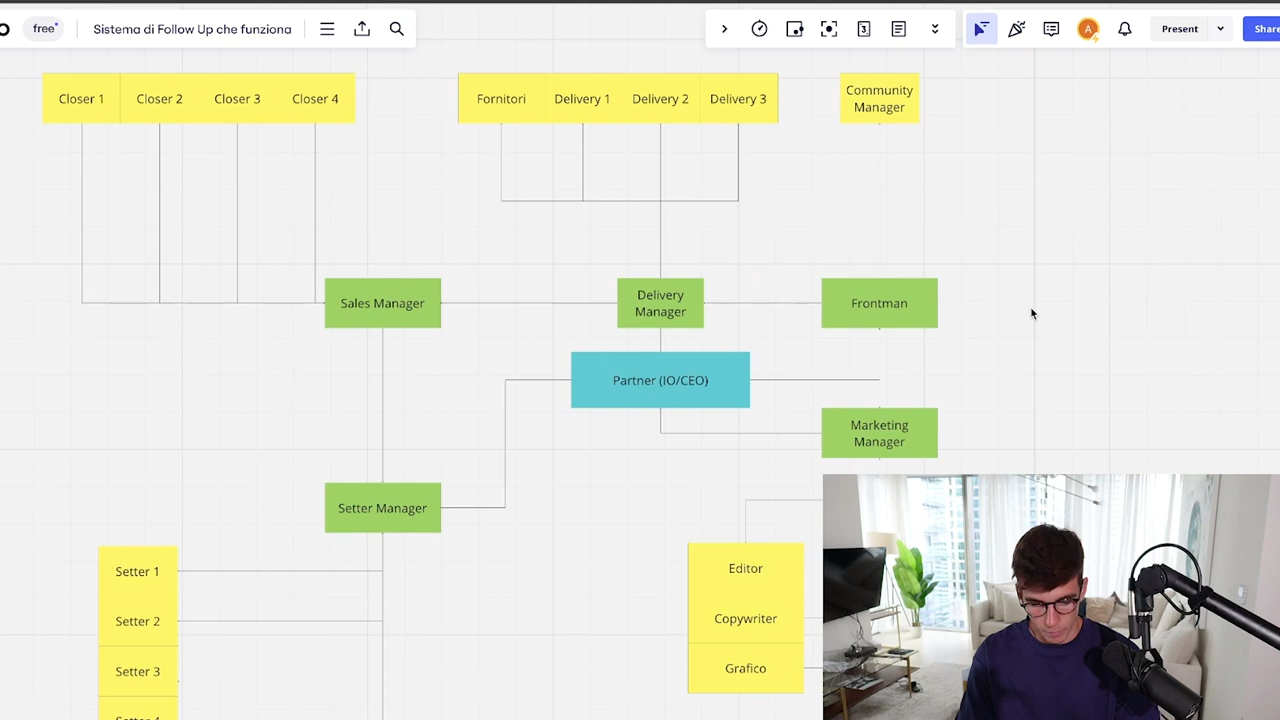 free
Sistema di Follow Up che funziona
3
A
Present
Share
Closer 1
Closer 2
Closer 3
Closer 4
Fornitori
Delivery 1
Delivery 2
Delivery 3
Community
Manager
Sales Manager
Delivery
Manager
Frontman
Partner (IO/CEO)
Marketing
Manager
Setter Manager
Setter 1
Setter 2
Setter 3
Editor
Copywriter
Grafico